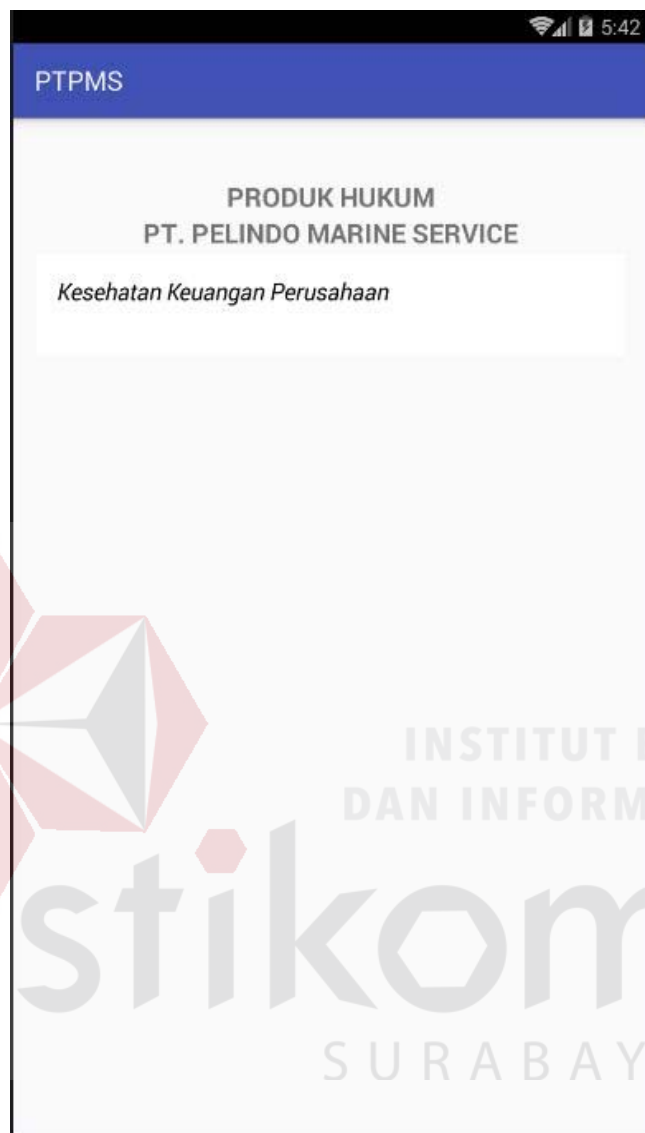 5:42
PTPMS
PRODUK HUKUM
PT. PELINDO MARINE SERVICE
Kesehatan Keuangan Perusahaan
INSTITUT
DAN INFORM
stikom
SURABAY